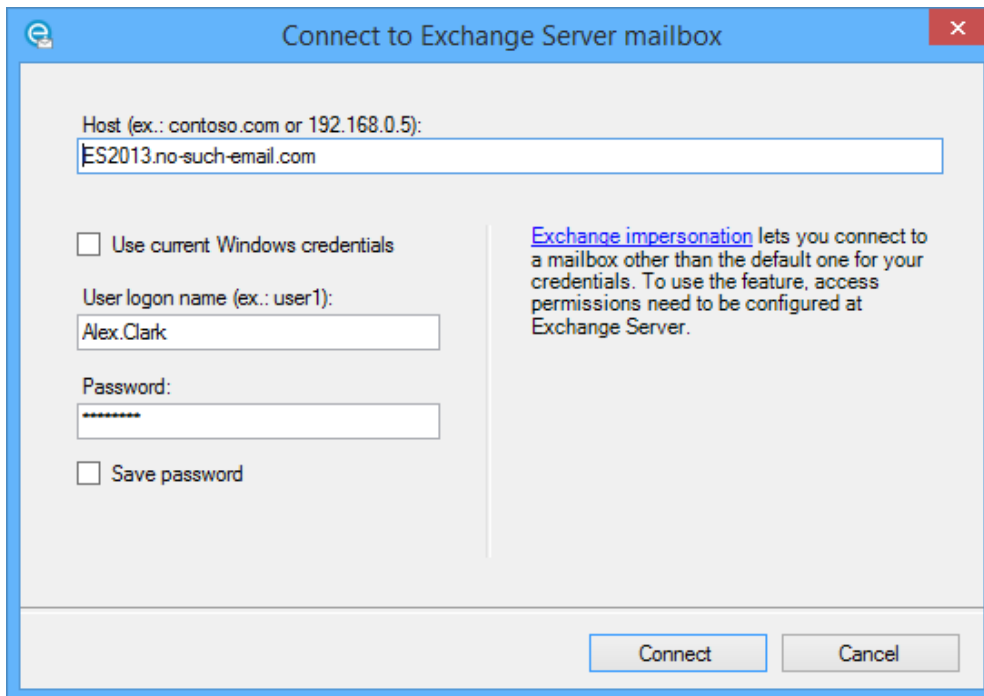 Connect to Exchange Server mailbox
Host (ex.: contoso.com or 192.168.0.5):
ES2013.no-such-email.com
Use current Windows credentials
User logon name (ex.: user1):
Alex.Clark
Password:
********
Save password
Exchange impersonation lets you connect to
a mailbox other than the default one for your
credentials. To use the feature, access
permissions need to be configured at
Exchange Server.
Connect
Cancel